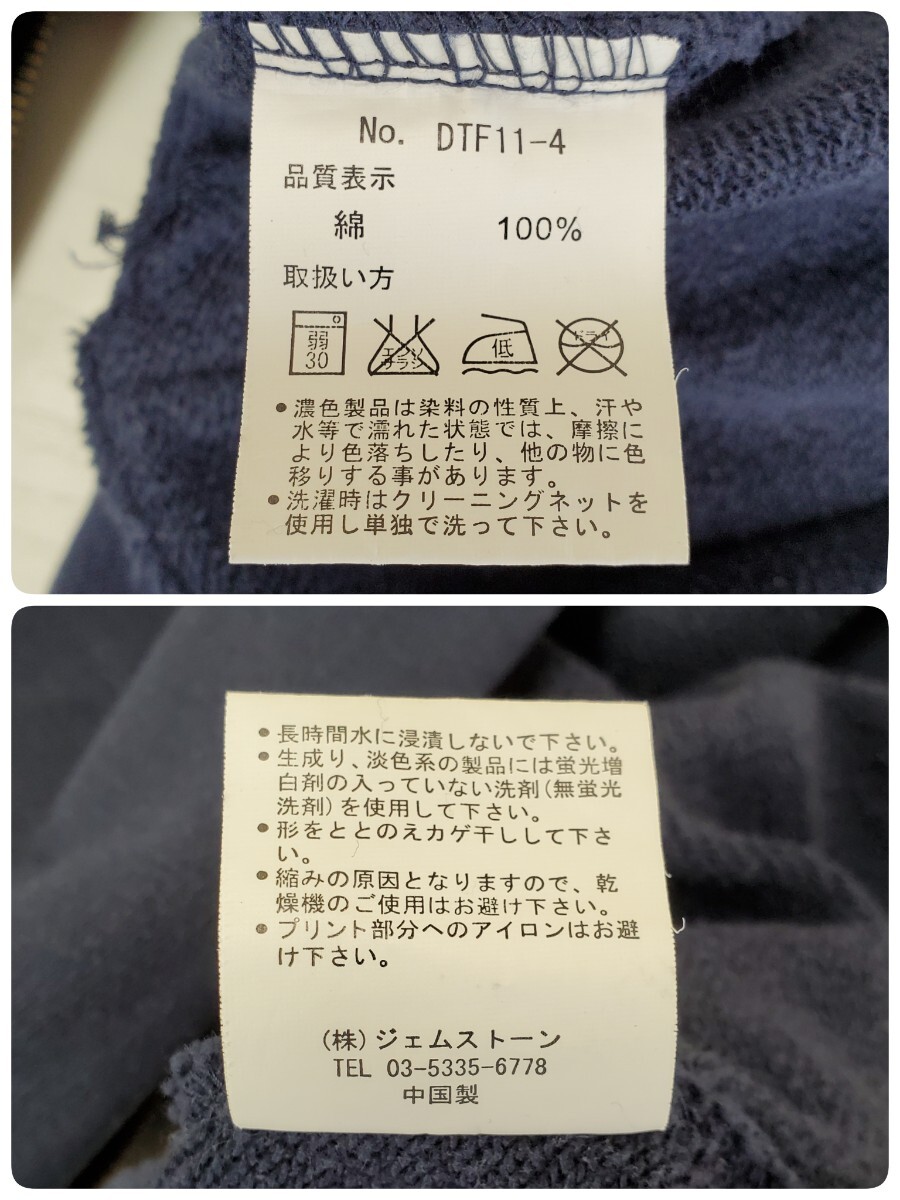 No. DTF11-4
品質表示
綿 100%
取扱い方
弱
30
エンソ
サラシ
低
ドライ
●濃色製品は染料の性質上、汗や
水等で濡れた状態では、摩擦に
より色落ちしたり、他の物に色
移りする事があります。
●洗濯時はクリーニングネットを
使用し単独で洗って下さい。
●長時間水に浸漬しないで下さい。
●生成り、淡色系の製品には蛍光増
白剤の入っていない洗剤(無蛍光
洗剤)を使用して下さい。
●形をととのえカゲ干しして下さ
い。
●縮みの原因となりますので、乾
燥機のご使用はお避け下さい。
●プリント部分へのアイロンはお避
け下さい。
(株)ジェムストーン
TEL 03-5335-6778
中国製